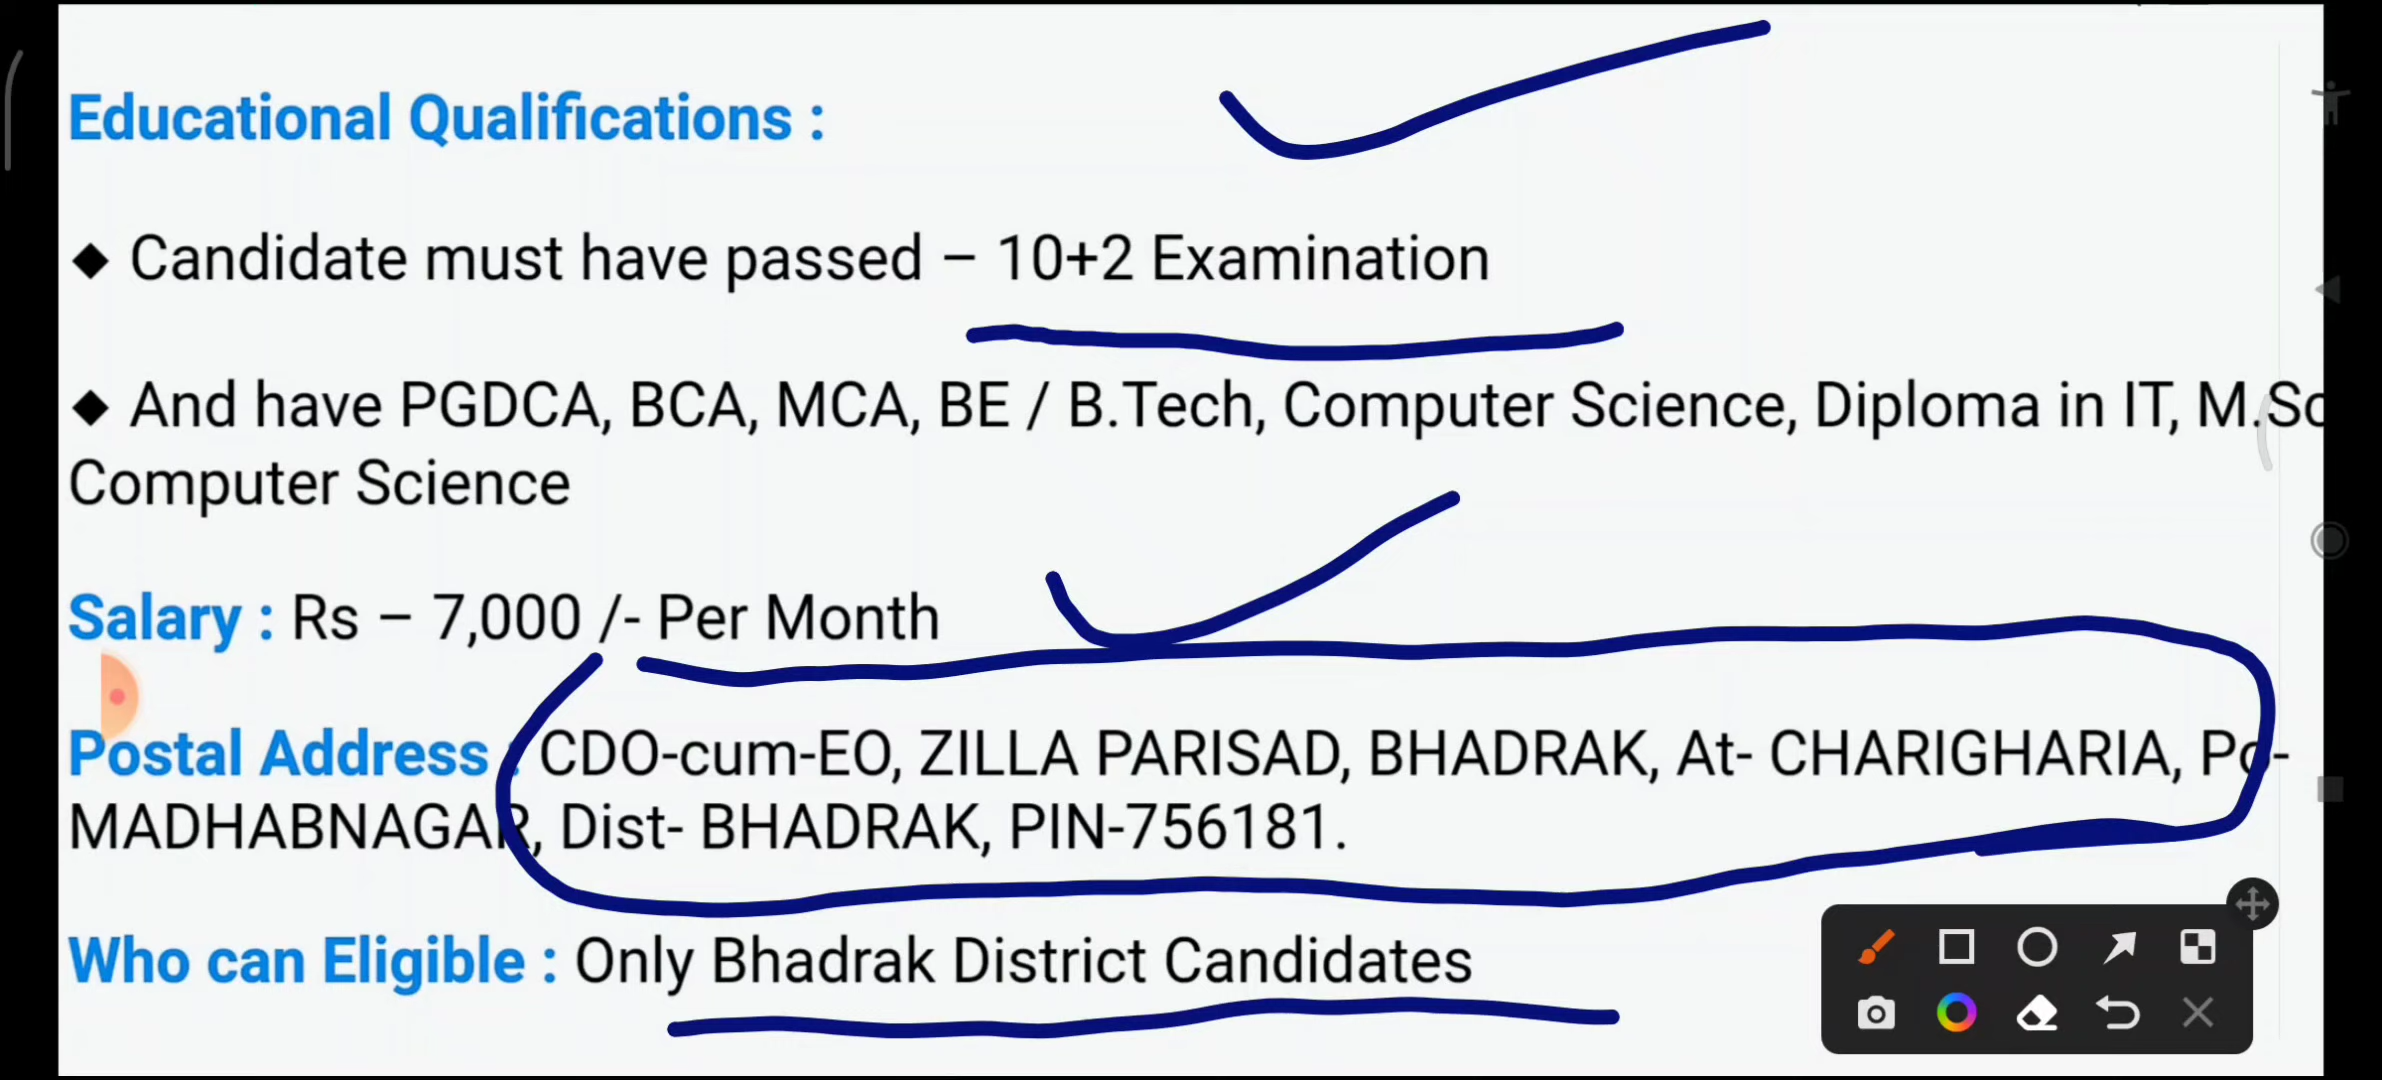 Educational Qualifications :
◆ Candidate must have passed – 10+2 Examination
◆ And have PGDCA, BCA, MCA, BE / B.Tech, Computer Science, Diploma in IT, M.Sc
Computer Science
Salary : Rs – 7,000 /- Per Month
Postal Address : CDO-cum-EO, ZILLA PARISAD, BHADRAK, At- CHARIGHARIA, Po-
MADHABNAGAR, Dist- BHADRAK, PIN-756181.
Who can Eligible : Only Bhadrak District Candidates